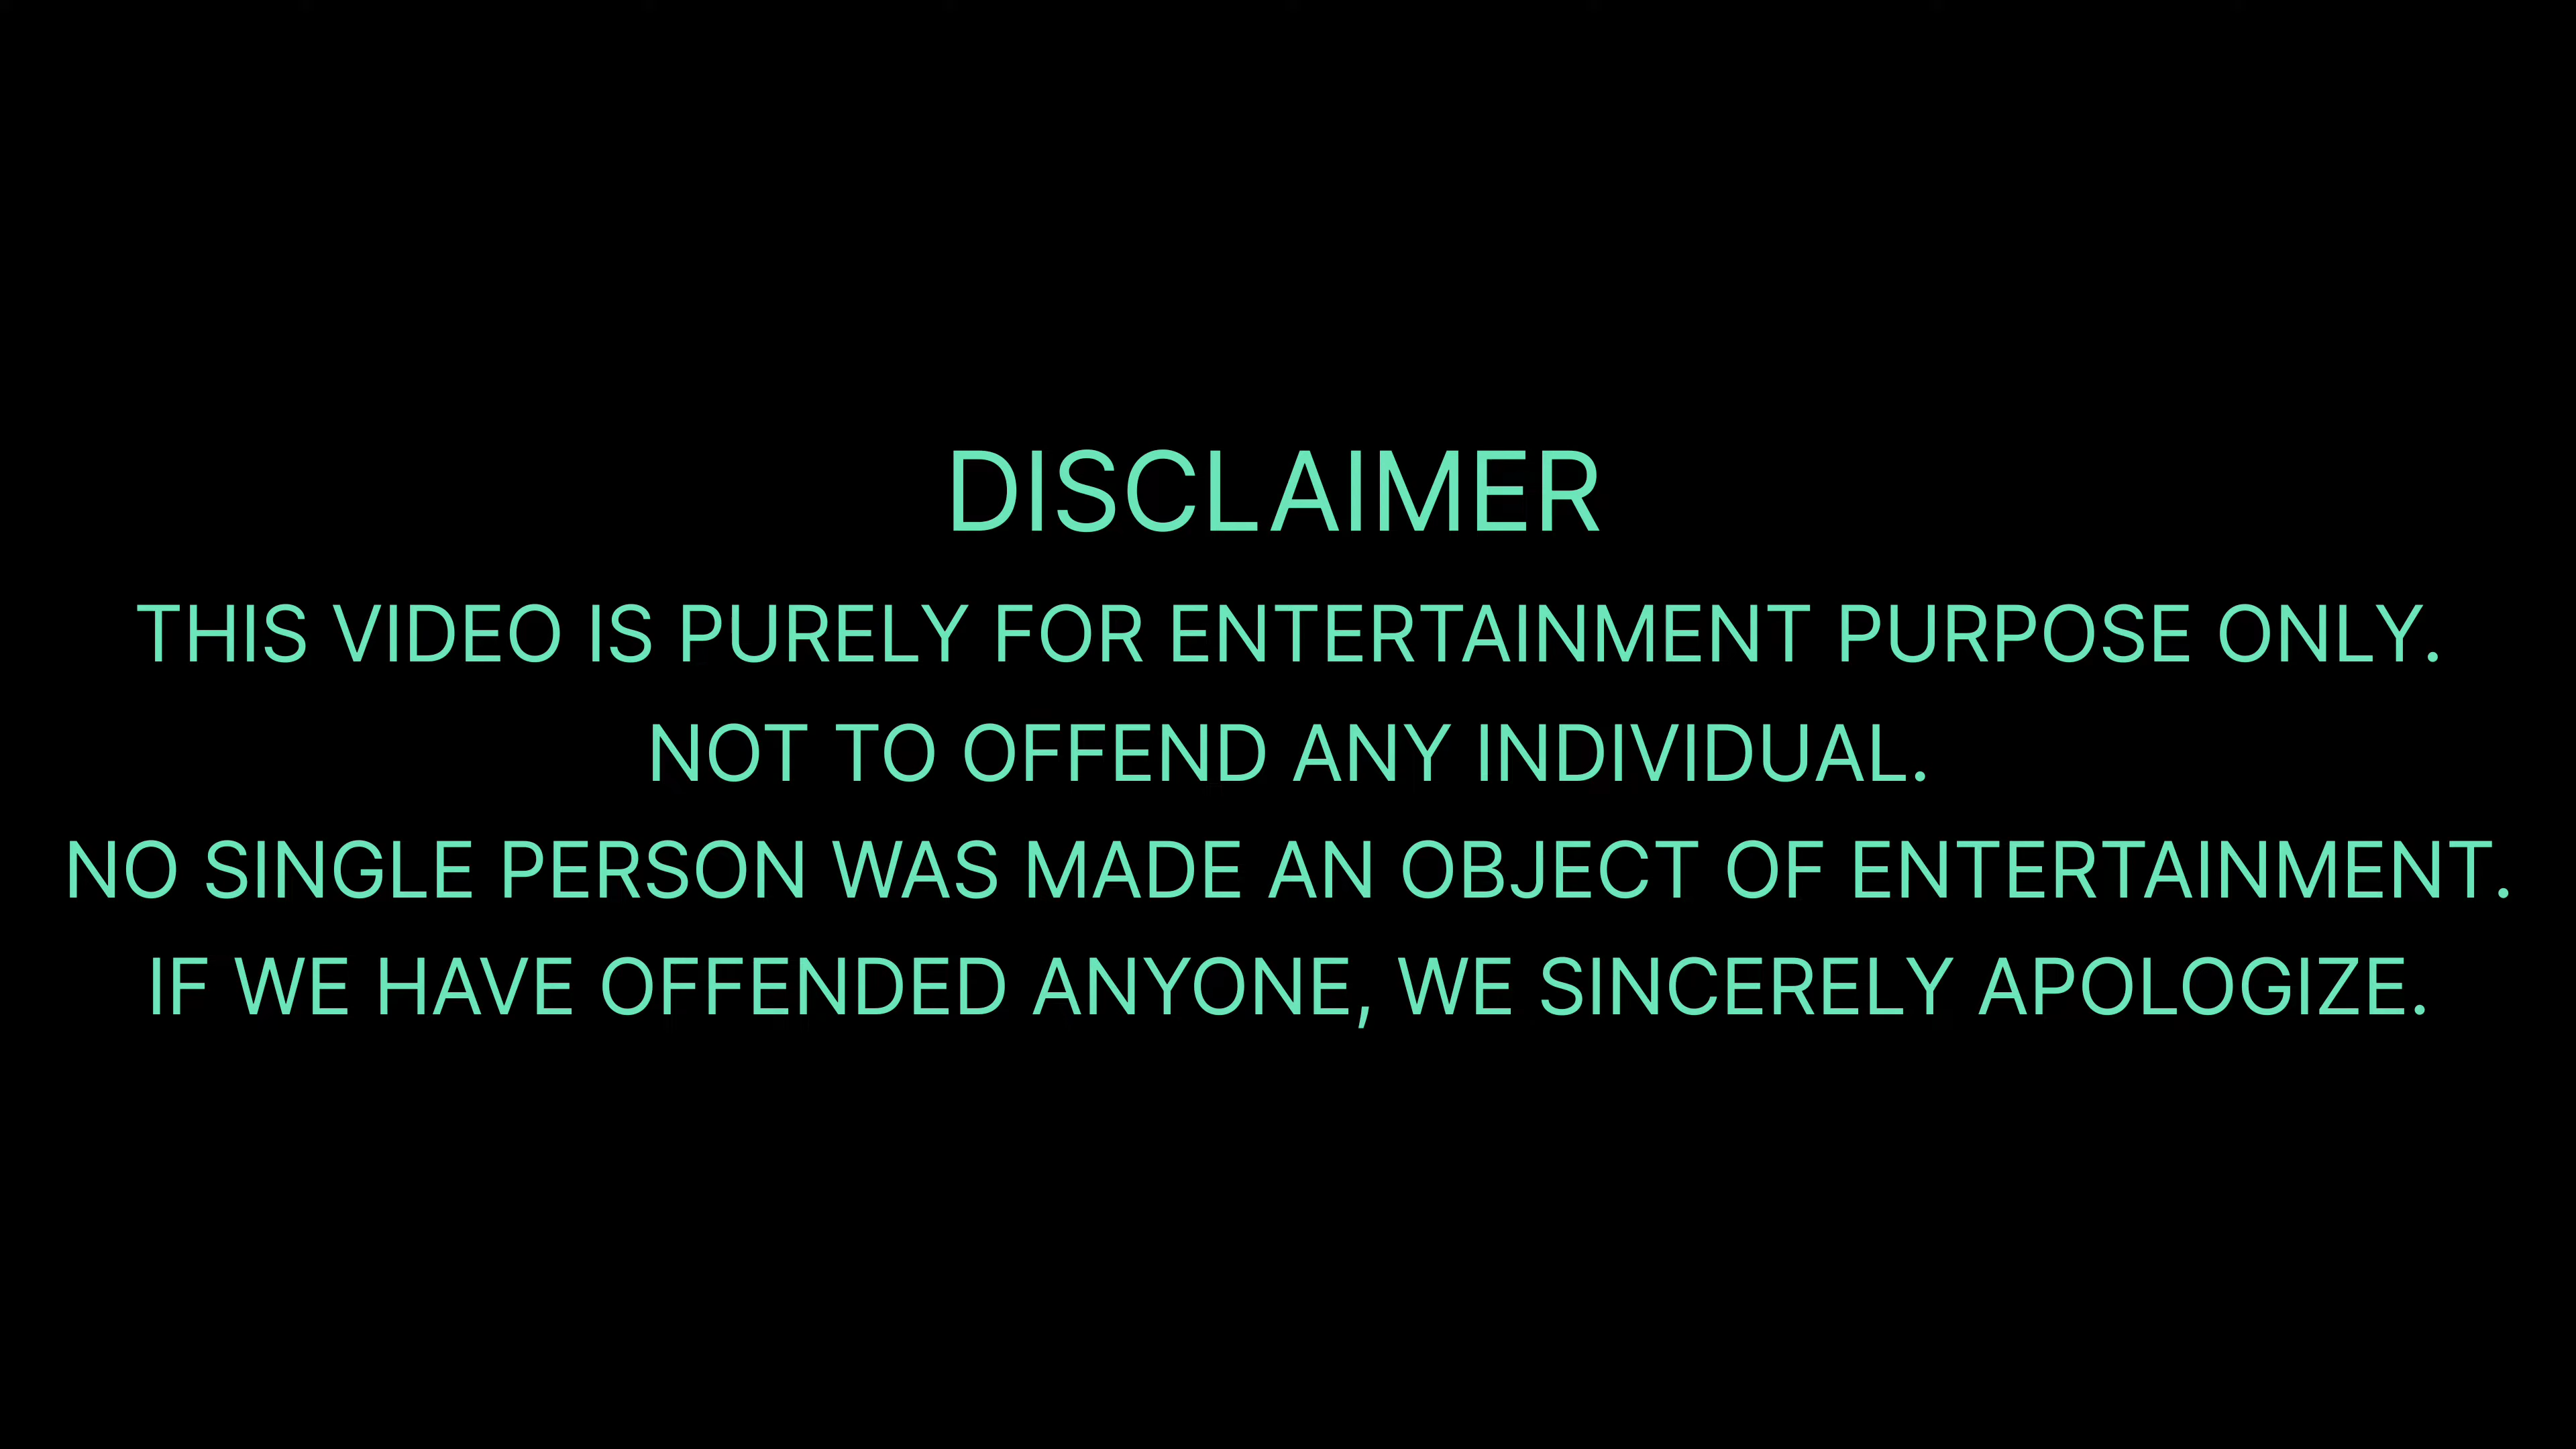 DISCLAIMER
THIS VIDEO IS PURELY FOR ENTERTAINMENT PURPOSE ONLY.
NOT TO OFFEND ANY INDIVIDUAL.
NO SINGLE PERSON WAS MADE AN OBJECT OF ENTERTAINMENT.
IF WE HAVE OFFENDED ANYONE, WE SINCERELY APOLOGIZE.